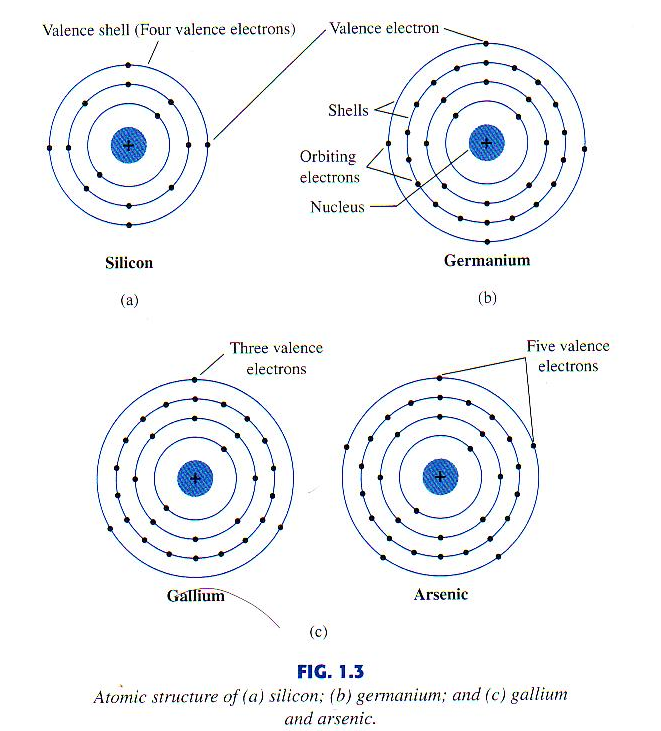 Valence shell (Four valence electrons)
Valence electron
Shells
Orbiting
electrons
Nucleus
+
+
Silicon
Germanium
(a)
(b)
Three valence
electrons
Five valence
electrons
+
+
Gallium
Arsenic
(c)
FIG. 1.3
Atomic structure of (a) silicon; (b) germanium; and (c) gallium
and arsenic.